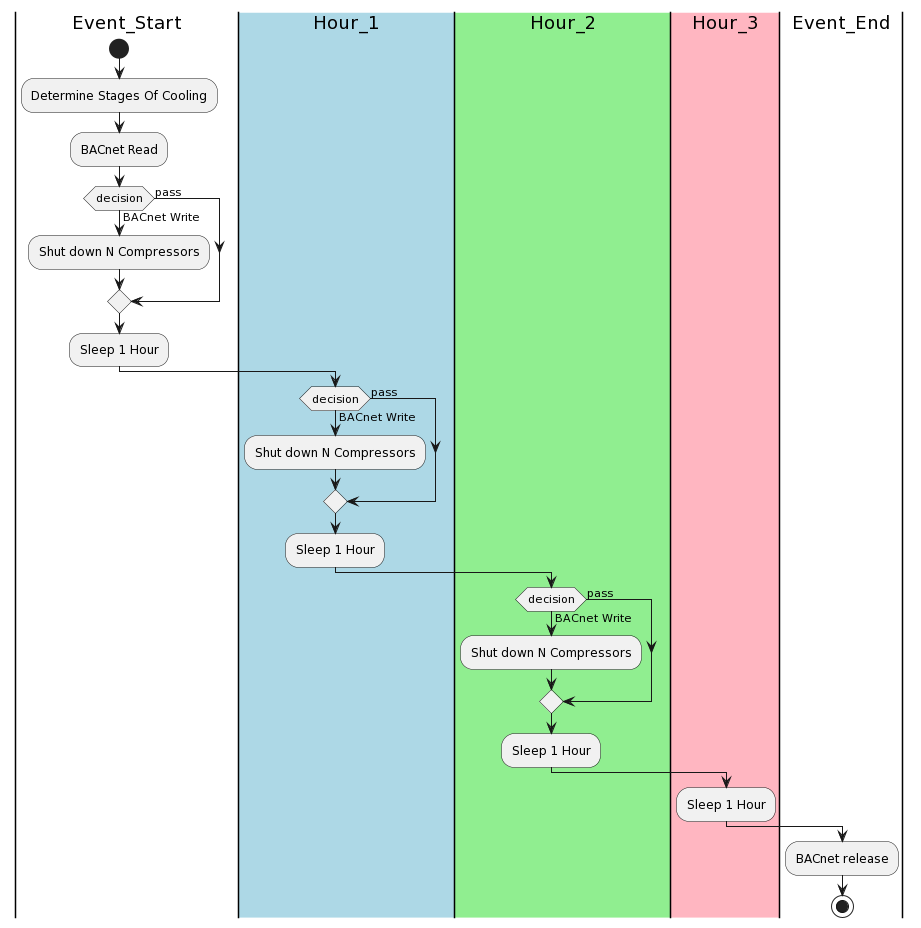 Event_Start
Hour_1
Hour_2
Hour_3
Event_End
Determine Stages Of Cooling
BACnet Read
decision
pass
BACnet Write
Shut down N Compressors
Sleep 1 Hour
decision
pass
BACnet Write
Shut down N Compressors
Sleep 1 Hour
decision
pass
BACnet Write
Shut down N Compressors
Sleep 1 Hour
Sleep 1 Hour
BACnet release